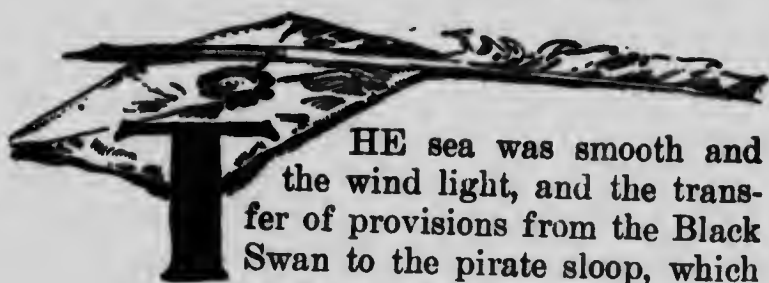 THE sea was smooth and
the wind light, and the trans-
fer of provisions from the Black
Swan to the pirate sloop, which